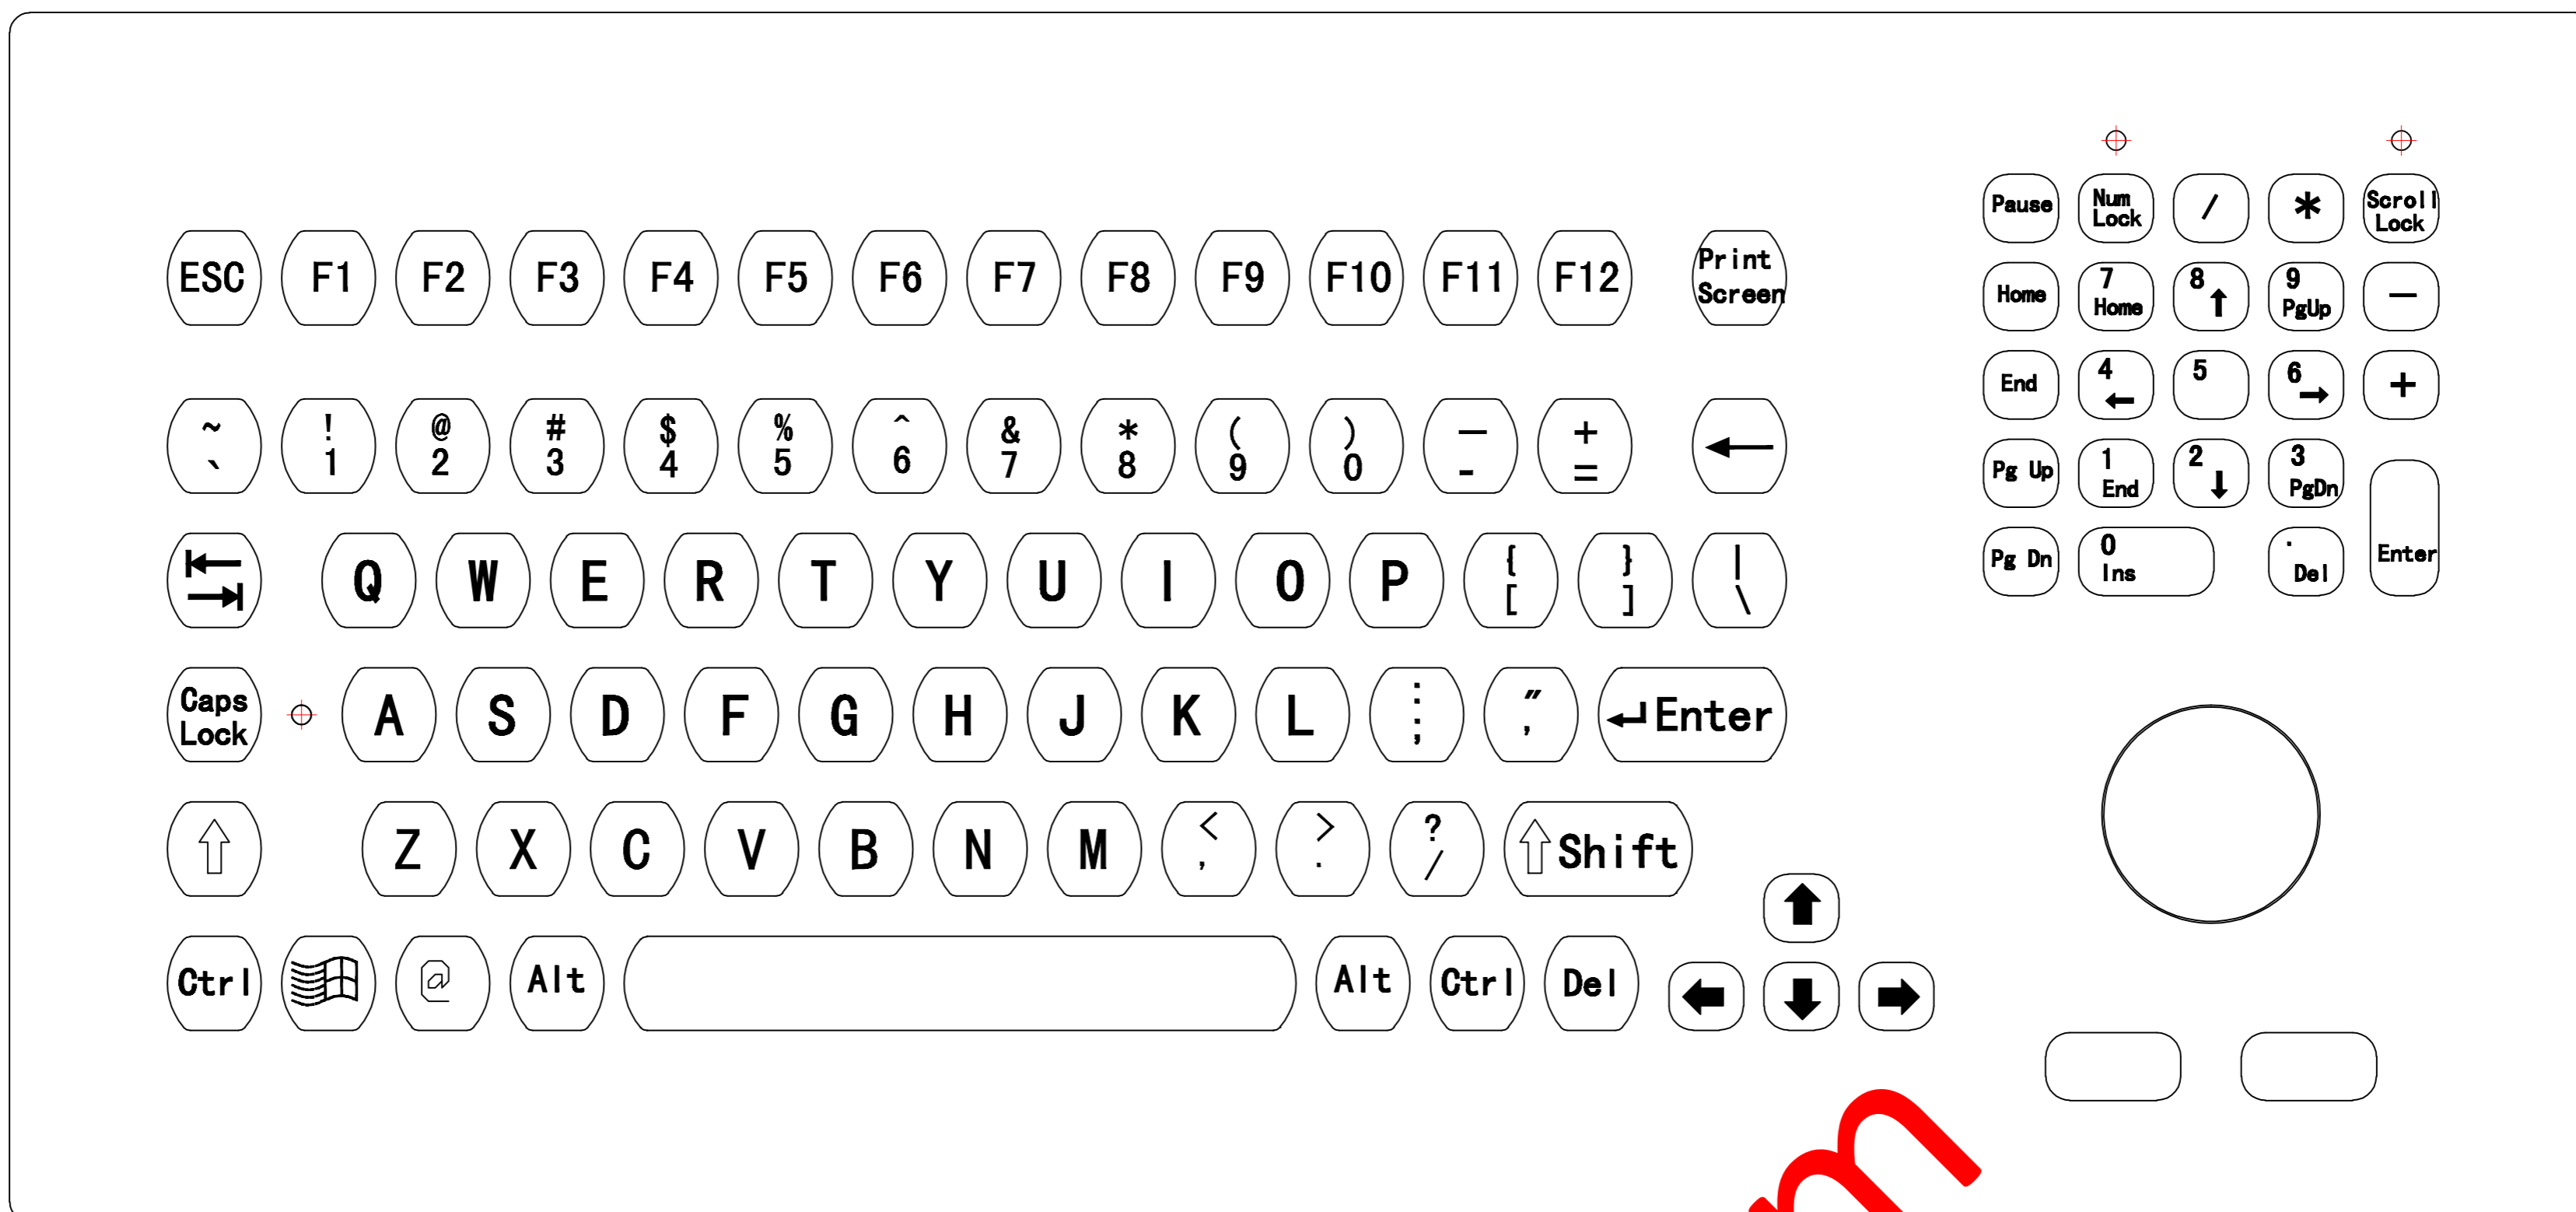 ESC F1 F2 F3 F4 F5 F6 F7 F8 F9 F10 F11 F12 Print
Screen
~ ! @ # $ % ^ & * ( ) — +
` 1 2 3 4 5 6 7 8 9 0 - = ←
Q W E R T Y U I O P { } |
[ ] \
Caps
Lock A S D F G H J K L : " ↵ Enter
; ,
⇧ Z X C V B N M < > ? ⇧ Shift
, . /
Ctrl @ Alt Alt Ctrl Del
Pause Num
Lock / * Scroll
Lock
Home 7
Home 8
↑ 9
PgUp —
End 4
← 5 6
→ +
Pg Up 1
End 2
↓ 3
PgDn
Pg Dn 0
Ins .
Del Enter
m